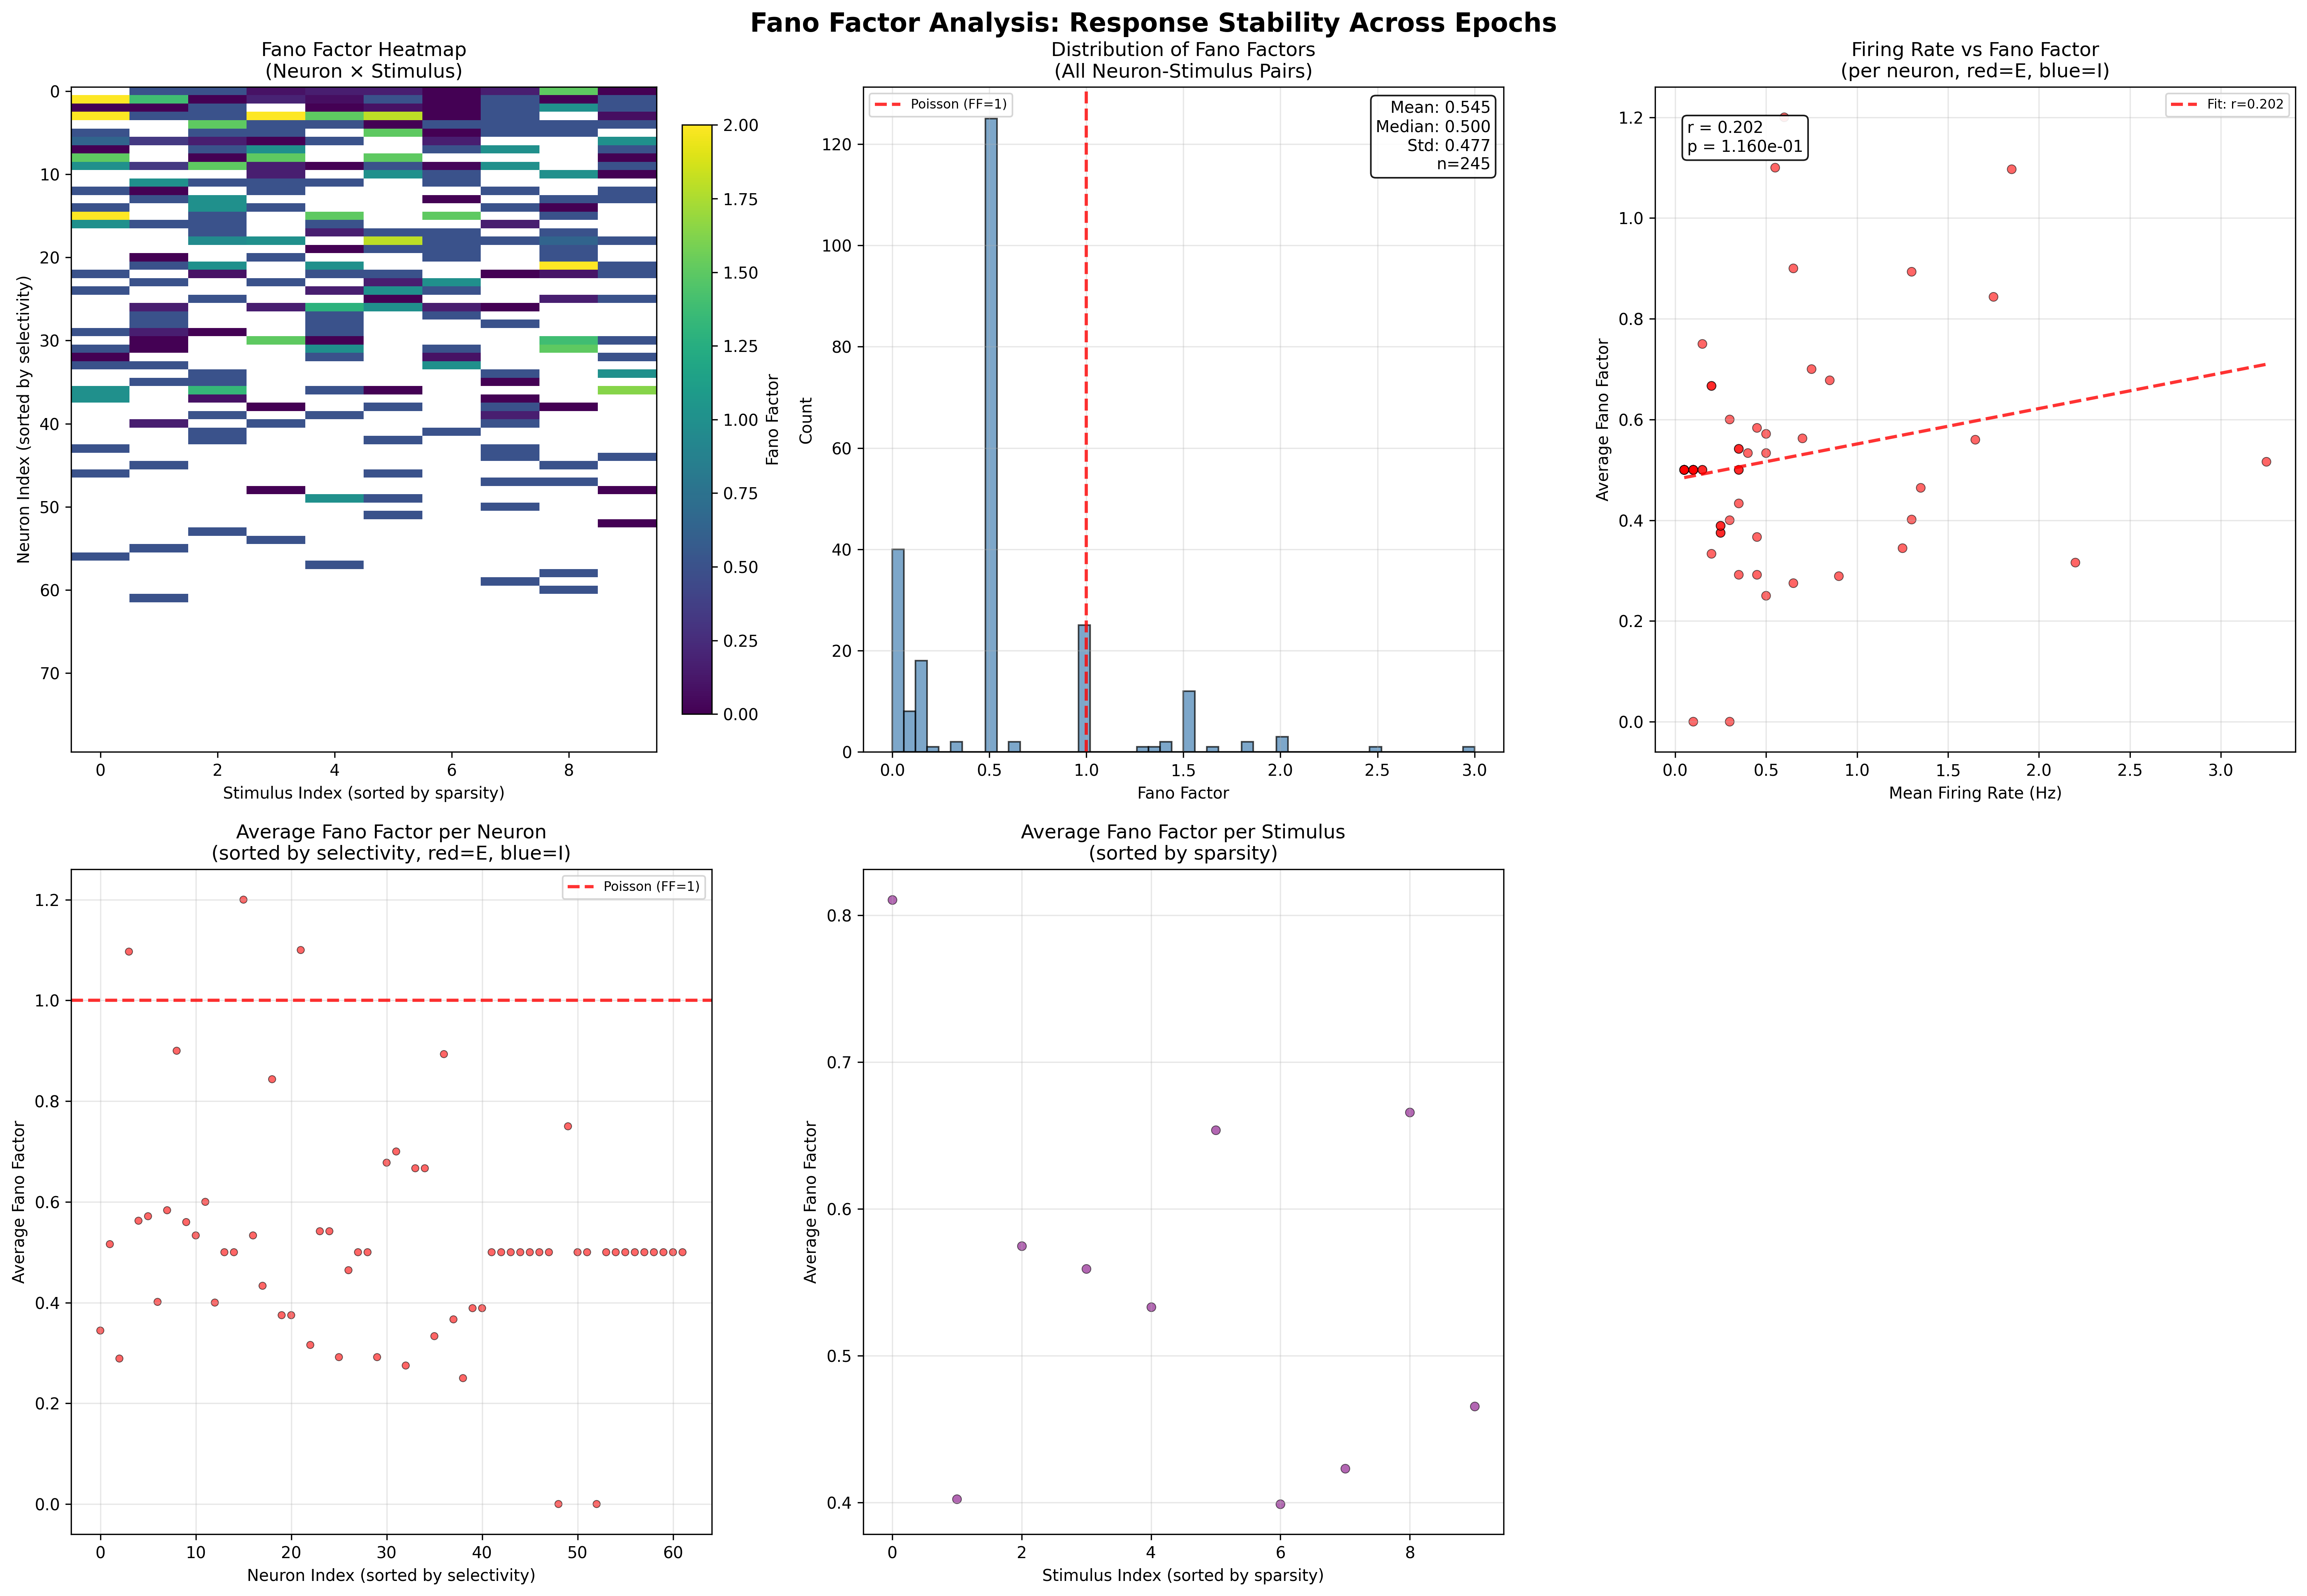 Fano Factor Analysis: Response Stability Across Epochs
Fano Factor Heatmap
(Neuron × Stimulus)
0
10
20
30
40
50
60
70
Neuron Index (sorted by selectivity)
0
2
4
6
8
Stimulus Index (sorted by sparsity)
2.00
1.75
1.50
1.25
1.00
0.75
0.50
0.25
0.00
Fano Factor
Distribution of Fano Factors
(All Neuron-Stimulus Pairs)
Poisson (FF=1)
Mean: 0.545
Median: 0.500
Std: 0.477
n=245
120
100
80
60
40
20
0
Count
0.0
0.5
1.0
1.5
2.0
2.5
3.0
Fano Factor
Firing Rate vs Fano Factor
(per neuron, red=E, blue=I)
Fit: r=0.202
r = 0.202
p = 1.160e-01
1.2
1.0
0.8
0.6
0.4
0.2
0.0
Average Fano Factor
0.0
0.5
1.0
1.5
2.0
2.5
3.0
Mean Firing Rate (Hz)
Average Fano Factor per Neuron
(sorted by selectivity, red=E, blue=I)
Poisson (FF=1)
1.2
1.0
0.8
0.6
0.4
0.2
0.0
Average Fano Factor
0
10
20
30
40
50
60
Neuron Index (sorted by selectivity)
Average Fano Factor per Stimulus
(sorted by sparsity)
0.8
0.7
0.6
0.5
0.4
Average Fano Factor
0
2
4
6
8
Stimulus Index (sorted by sparsity)